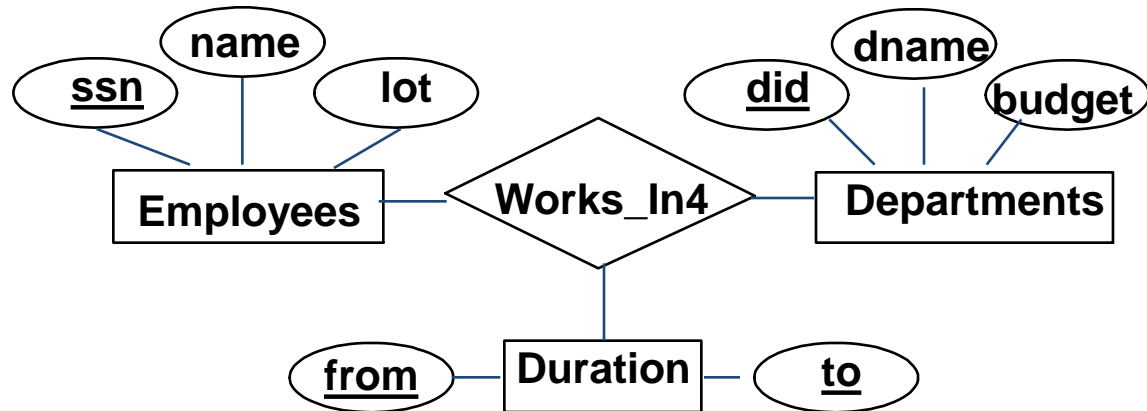 name
ssn
lot
dname
did
budget
Employees
Works_In4
Departments
from
Duration
to